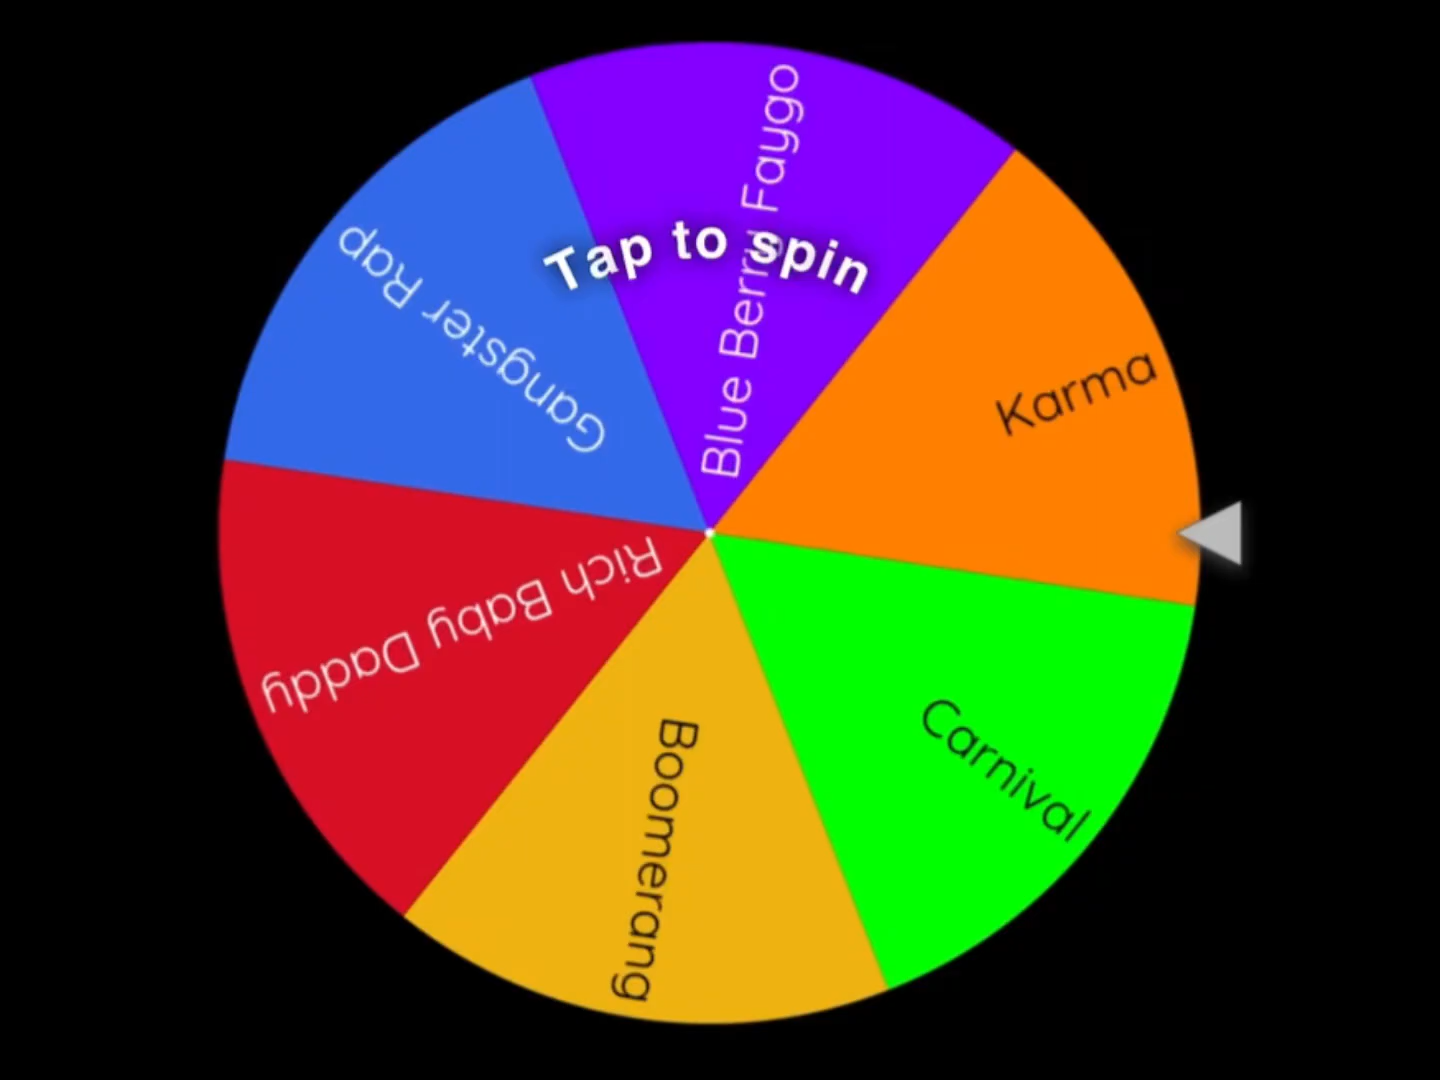 Blue Berry Faygo
Tap to spin
Karma
Gangster Rap
Rich Baby Daddy
Carnival
Boomerang